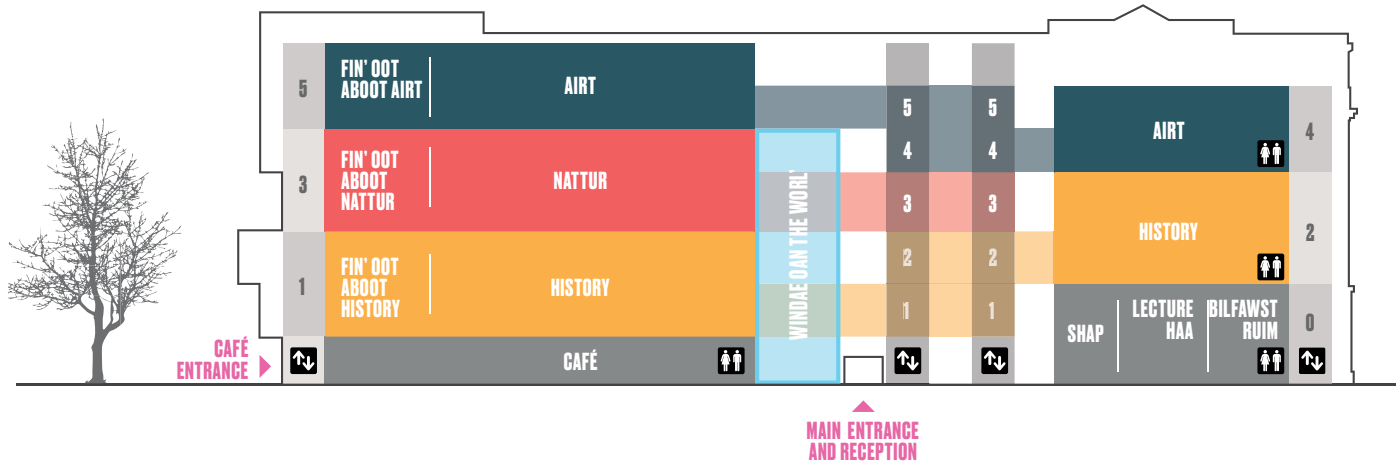 5
FIN' OOT
ABOOT AIRT
AIRT
3
FIN' OOT
ABOOT
NATTUR
NATTUR
1
FIN' OOT
ABOOT
HISTORY
HISTORY
CAFÉ
ENTRANCE
CAFÉ
WINDAE OAN THE WORL'
5
4
3
2
1
5
4
3
2
1
MAIN ENTRANCE
AND RECEPTION
AIRT
4
HISTORY
2
SHAP
LECTURE
HAA
BILFAWST
RUIM
0